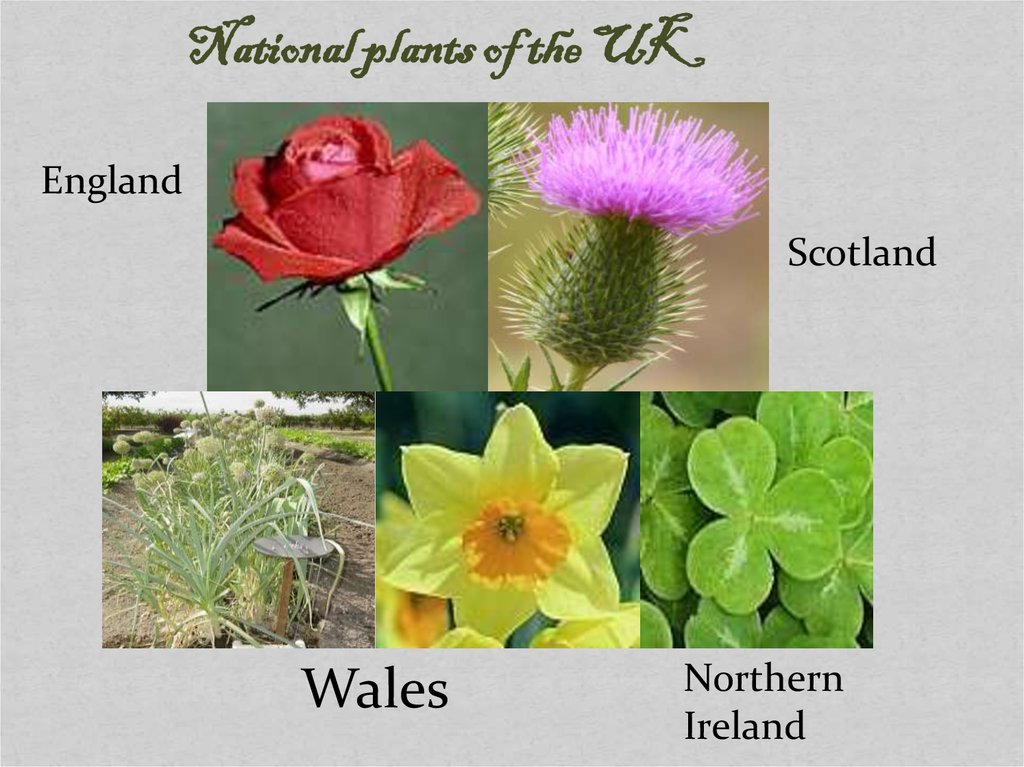 National plants of the UK
England
Scotland
Wales
Northern
Ireland